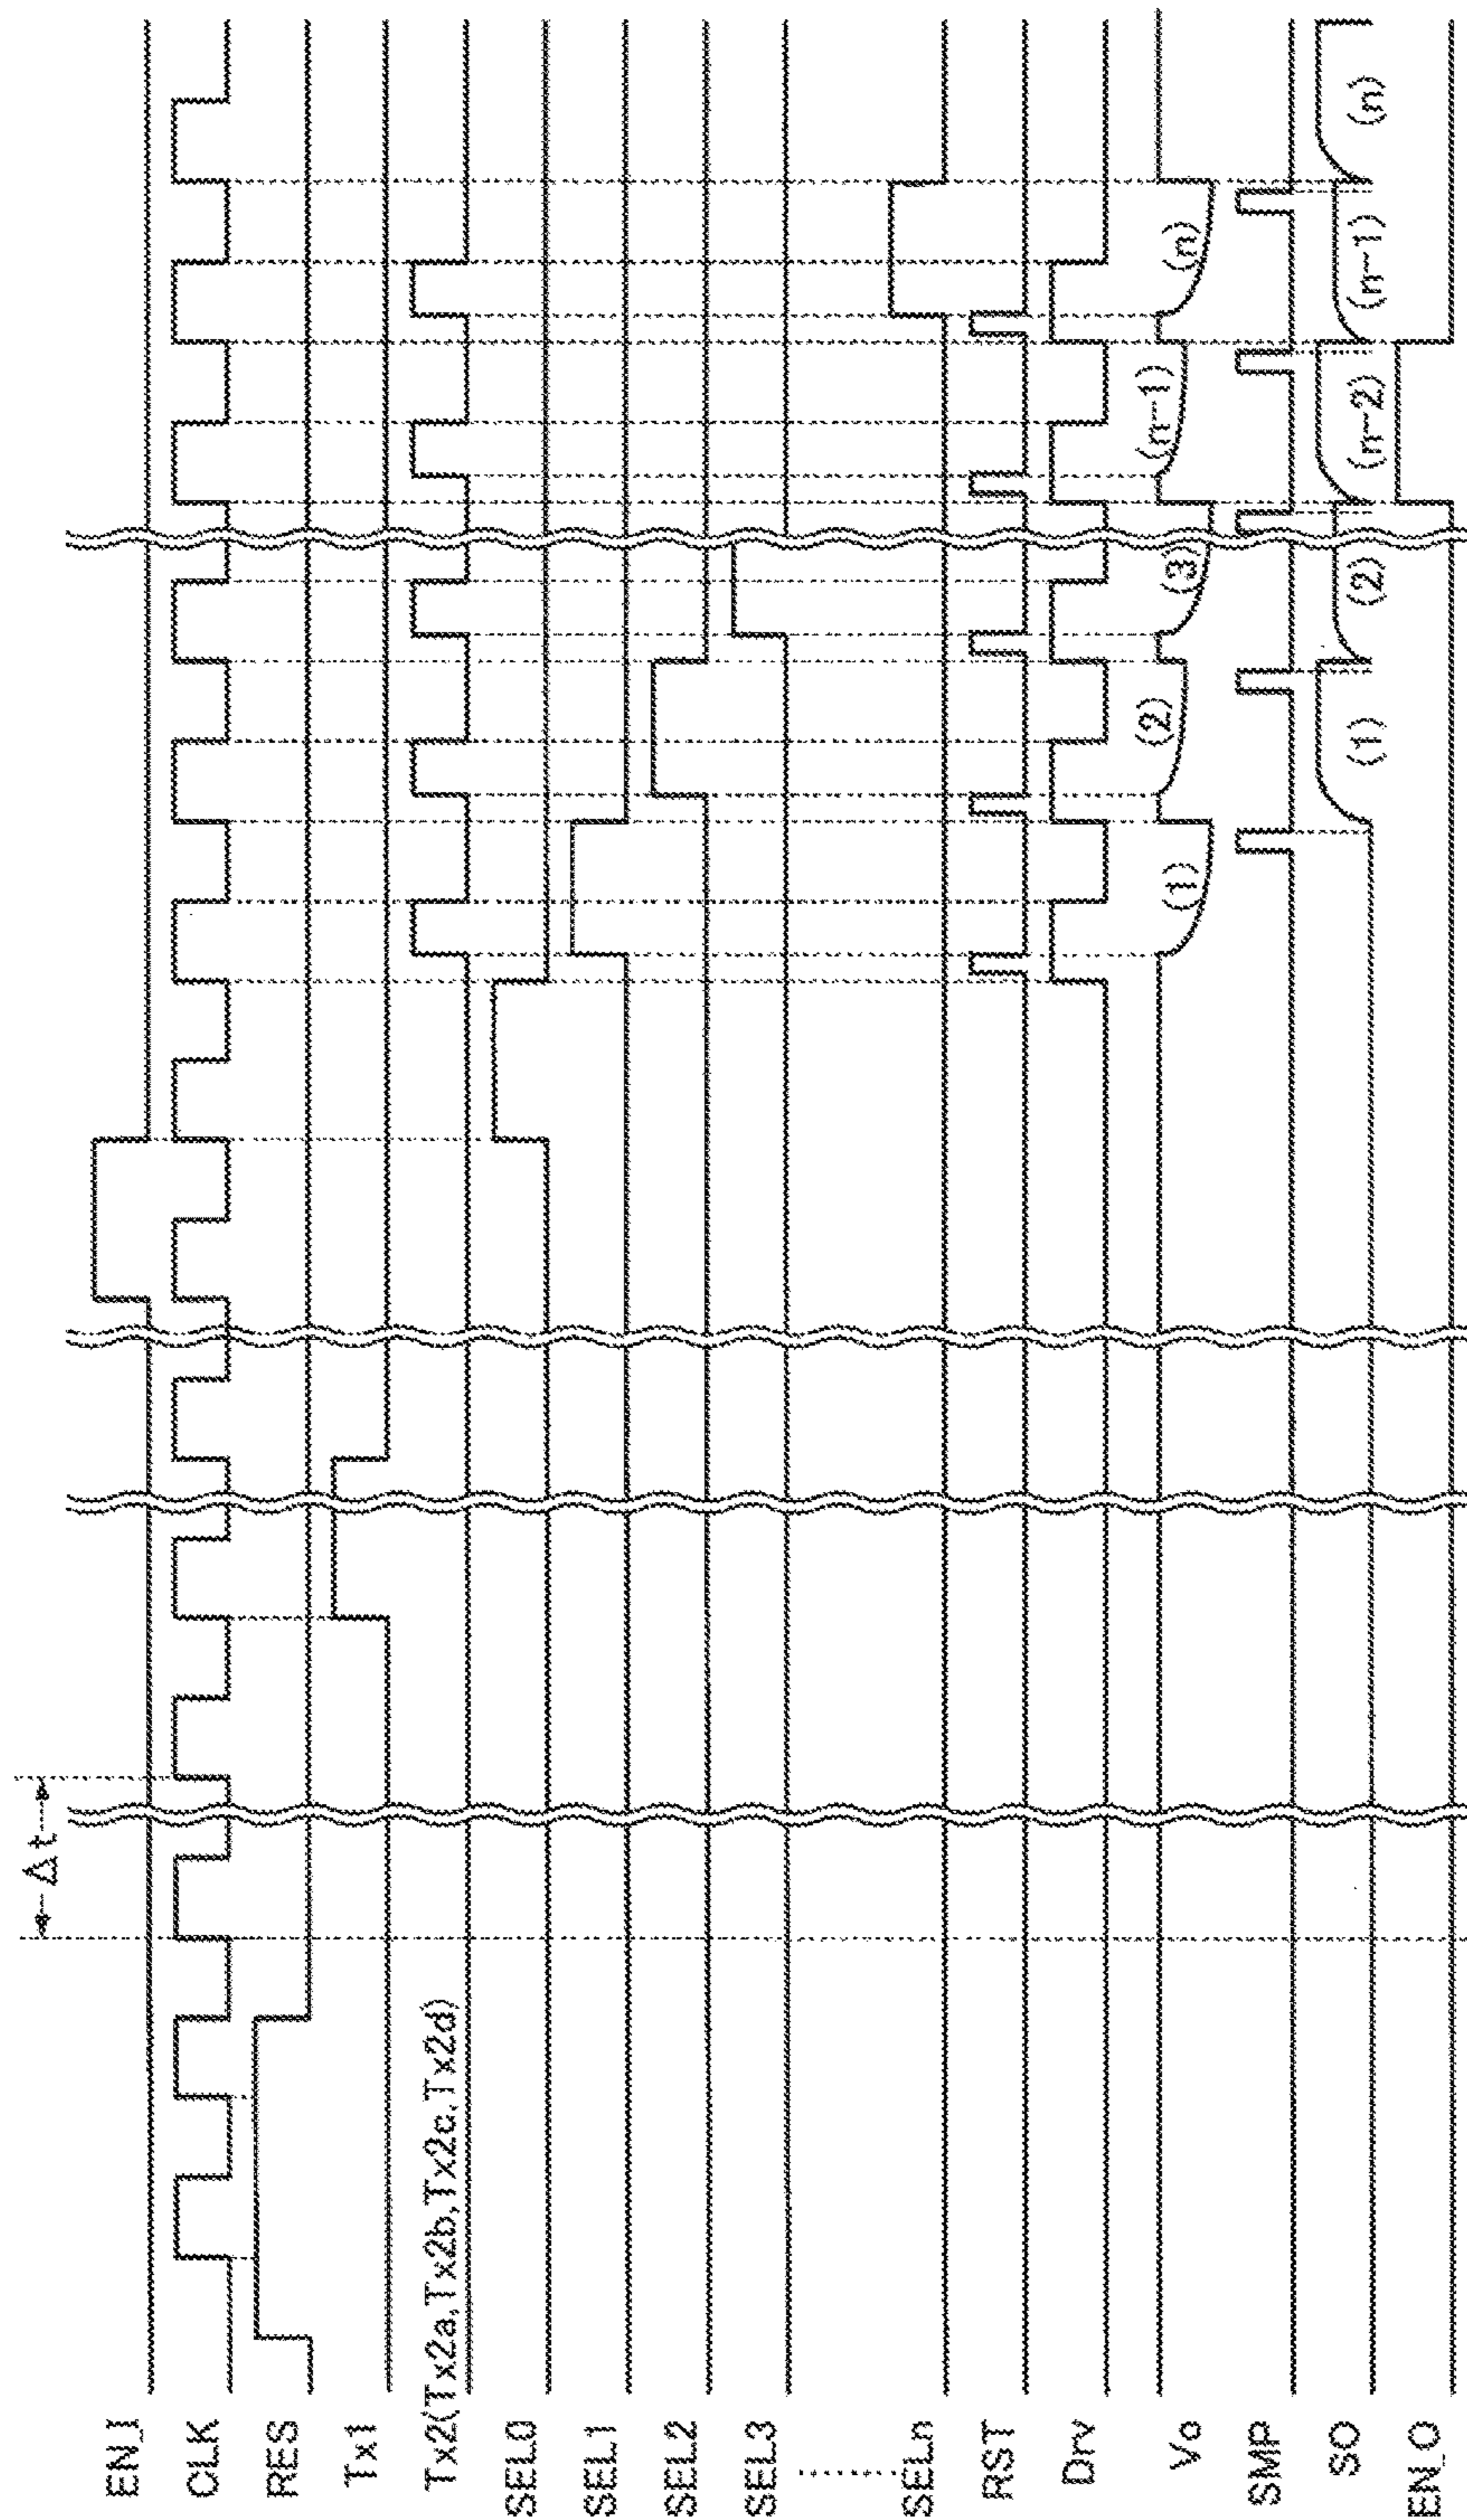 Δt
EN_I
CLK
RES
Tx1
Tx2(Tx2a,Tx2b,Tx2c,Tx2d)
SEL0
SEL1
SEL2
SEL3
SELn
RST
Drv
Vo
(1) (2) (3) (n-1) (n)
SMP
SO
(1) (2) (n-2) (n-1) (n)
EN_O